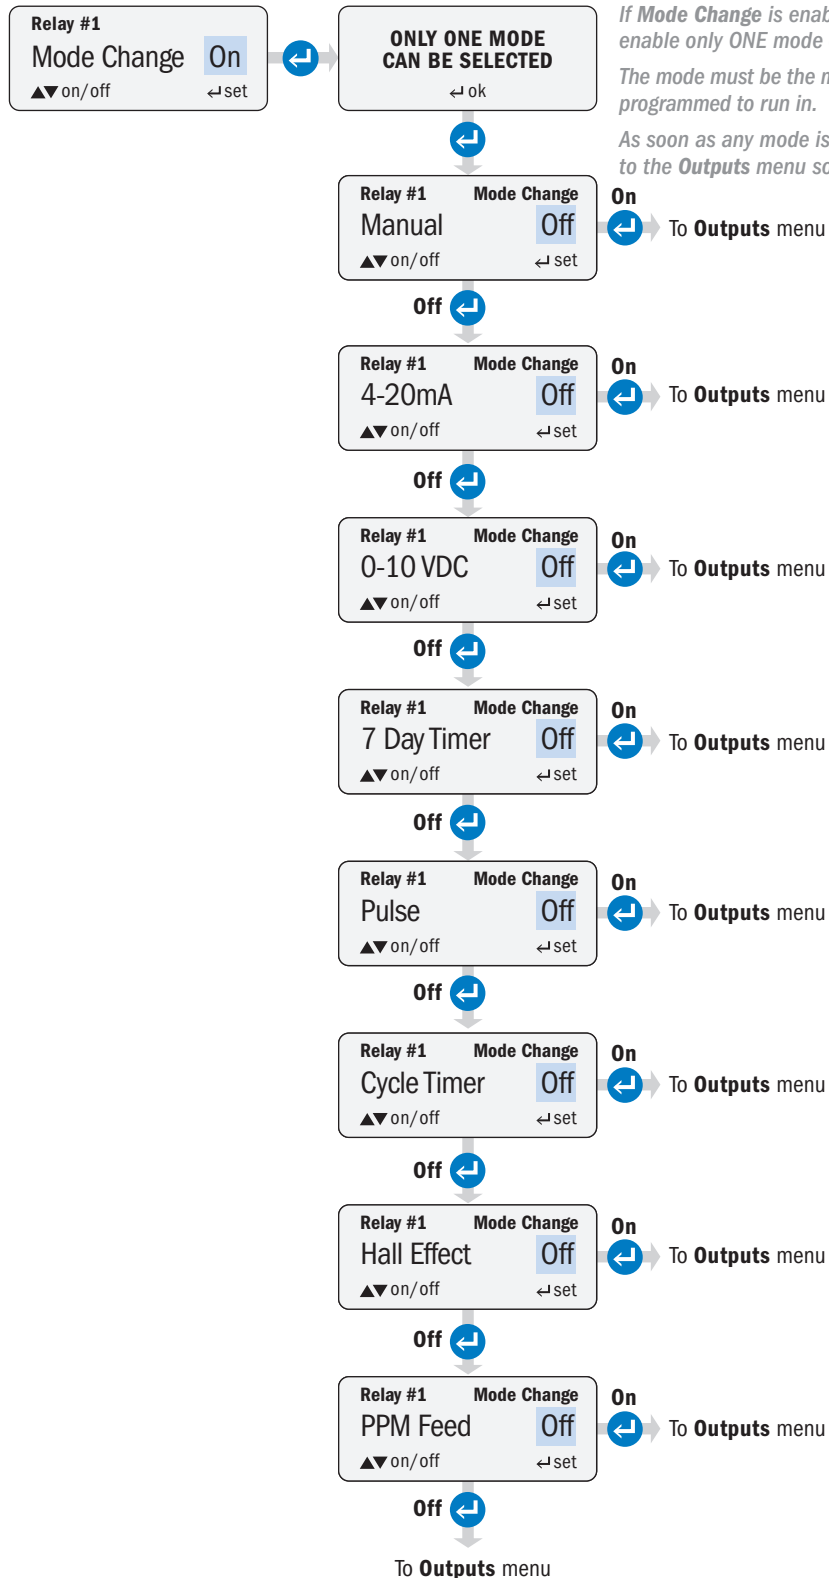 Relay #1
Mode Change On
▲▼ on/off ↵ set
ONLY ONE MODE
CAN BE SELECTED
↵ ok
If Mode Change is
enable only ONE mode
The mode must be the
programmed to run in.
As soon as any mode is
to the Outputs menu
Relay #1 Mode Change
Manual Off
▲▼ on/off ↵ set
On
To Outputs menu
Off
Relay #1 Mode Change
4-20mA Off
▲▼ on/off ↵ set
On
To Outputs menu
Off
Relay #1 Mode Change
0-10 VDC Off
▲▼ on/off ↵ set
On
To Outputs menu
Off
Relay #1 Mode Change
7 Day Timer Off
▲▼ on/off ↵ set
On
To Outputs menu
Off
Relay #1 Mode Change
Pulse Off
▲▼ on/off ↵ set
On
To Outputs menu
Off
Relay #1 Mode Change
Cycle Timer Off
▲▼ on/off ↵ set
On
To Outputs menu
Off
Relay #1 Mode Change
Hall Effect Off
▲▼ on/off ↵ set
On
To Outputs menu
Off
Relay #1 Mode Change
PPM Feed Off
▲▼ on/off ↵ set
On
To Outputs menu
Off
To Outputs menu